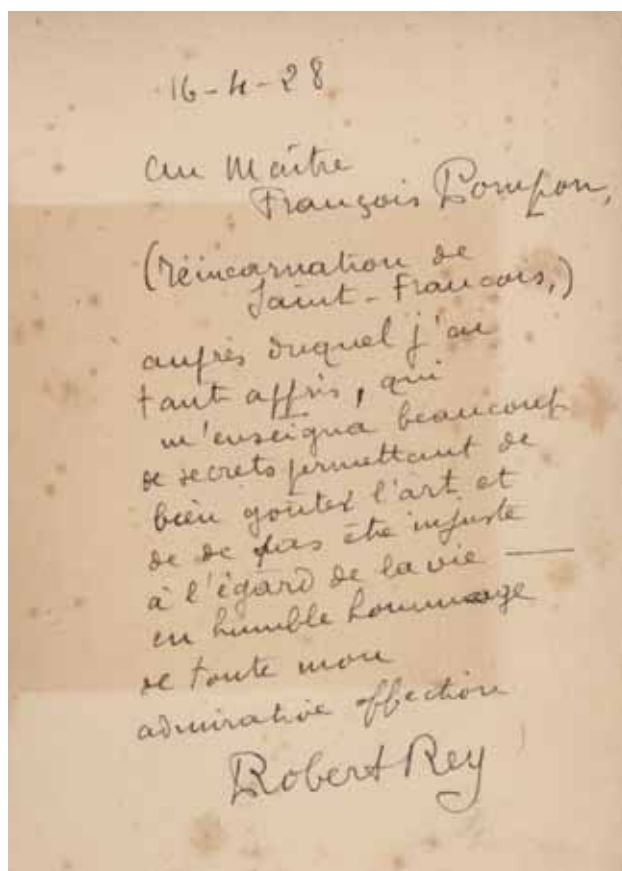 16-4-28
au Maître
François Pompon,
(réincarnation de
Saint-François,)
auprès duquel j'ai
tant appris, qui
m'enseigna beaucoup
de secrets permettant de
bien goûter l'art et
de de pas être injuste
à l'égard de la vie —
en humble hommage
de toute mon
admirative affection
Robert Rey